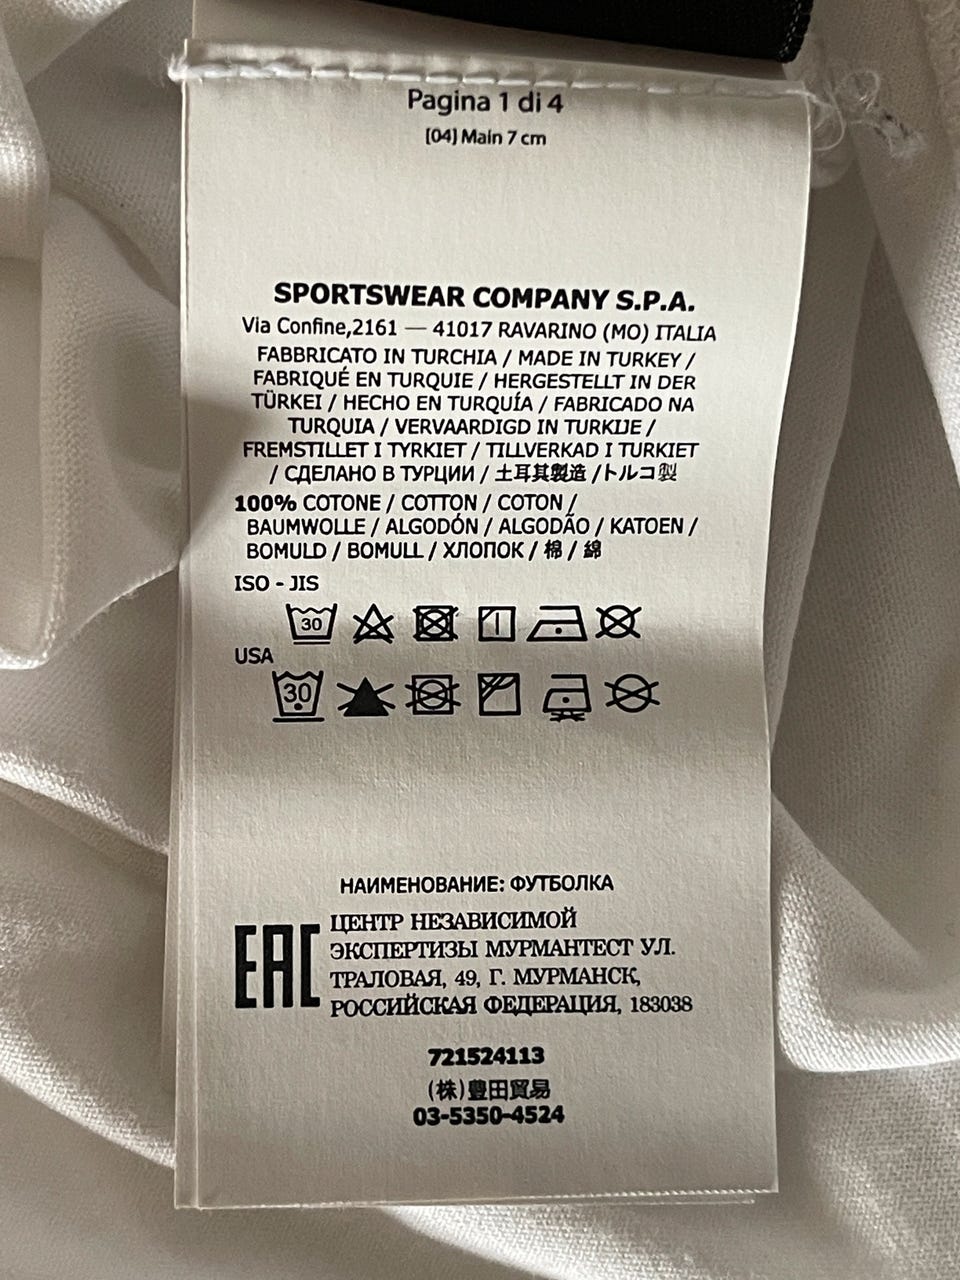 Pagina 1 di 4
[04] Main 7 cm
SPORTSWEAR COMPANY S.P.A.
Via Confine,2161 — 41017 RAVARINO (MO) ITALIA
FABBRICATO IN TURCHIA / MADE IN TURKEY /
FABRIQUÉ EN TURQUIE / HERGESTELLT IN DER
TÜRKEI / HECHO EN TURQUÍA / FABRICADO NA
TURQUIA / VERVAARDIGD IN TURKIJE /
FREMSTILLET I TYRKIET / TILLVERKAD I TURKIET
/ СДЕЛАНО В ТУРЦИИ / 土耳其製造 /トルコ製
100% COTONE / COTTON / COTON /
BAUMWOLLE / ALGODÓN / ALGODÃO / KATOEN /
BOMULD / BOMULL / ХЛОПОК / 棉 / 綿
ISO - JIS
30
USA
30
НАИМЕНОВАНИЕ: ФУТБОЛКА
EAC
ЦЕНТР НЕЗАВИСИМОЙ
ЭКСПЕРТИЗЫ МУРМАНТЕСТ УЛ.
ТРАЛОВАЯ, 49, Г. МУРМАНСК,
РОССИЙСКАЯ ФЕДЕРАЦИЯ, 183038
721524113
(株)豊田貿易
03-5350-4524